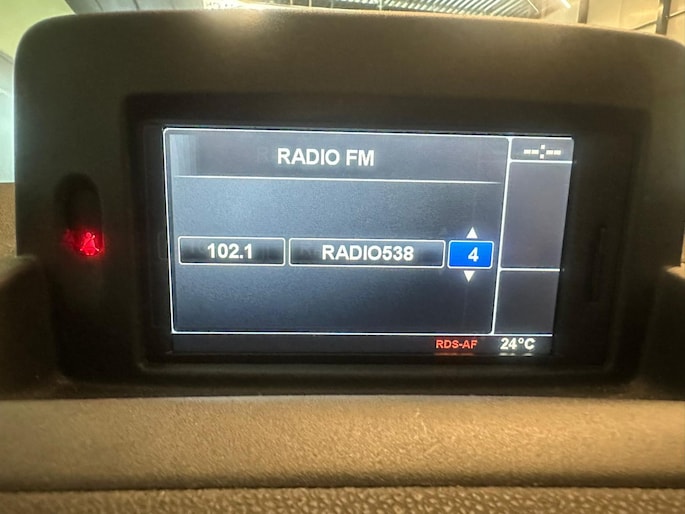 RADIO FM
--:--
102.1 RADIO538 4
RDS-AF 24°C